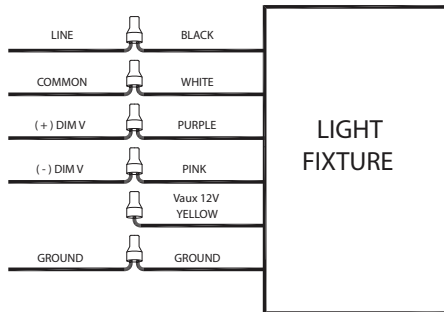 LINE BLACK
COMMON WHITE
( + ) DIM V PURPLE
( - ) DIM V PINK
Vaux 12V
YELLOW
GROUND GROUND
LIGHT
FIXTURE